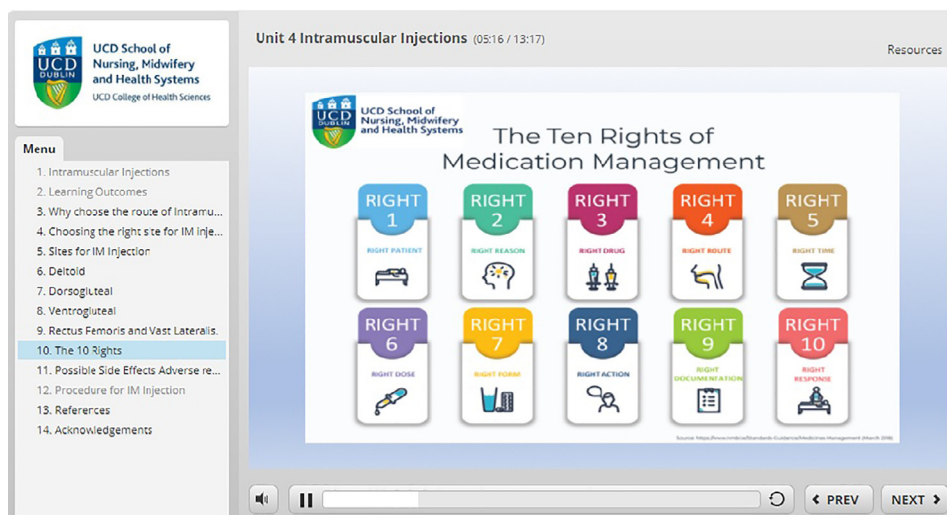 UCD School of
Nursing, Midwifery
and Health Systems
UCD College of Health Sciences
UCD
DUBLIN
Menu
1. Intramuscular Injections
2. Learning Outcomes
3. Why choose the route of Intramu...
4. Choosing the right site for IM Inje...
5. Sites for IM Injection
6. Deltoid
7. Dorsogluteal
8. Ventrogluteal
9. Rectus Femoris and Vast Lateralis.
10. The 10 Rights
11. Possible Side Effects Adverse re...
12. Procedure for IM Injection
13. References
14. Acknowledgements
Unit 4 Intramuscular Injections (05:16 / 13:17)
Resources
UCD
DUBLIN
UCD School of
Nursing, Midwifery
and Health Systems
The Ten Rights of
Medication Management
RIGHT
1
RIGHT PATIENT
RIGHT
2
RIGHT REASON
RIGHT
3
RIGHT DRUG
RIGHT
4
RIGHT ROUTE
RIGHT
5
RIGHT TIME
RIGHT
6
RIGHT DOSE
RIGHT
7
RIGHT FORM
RIGHT
8
RIGHT ACTION
RIGHT
9
RIGHT
DOCUMENTATION
RIGHT
10
RIGHT
RESPONSE
PREV
NEXT